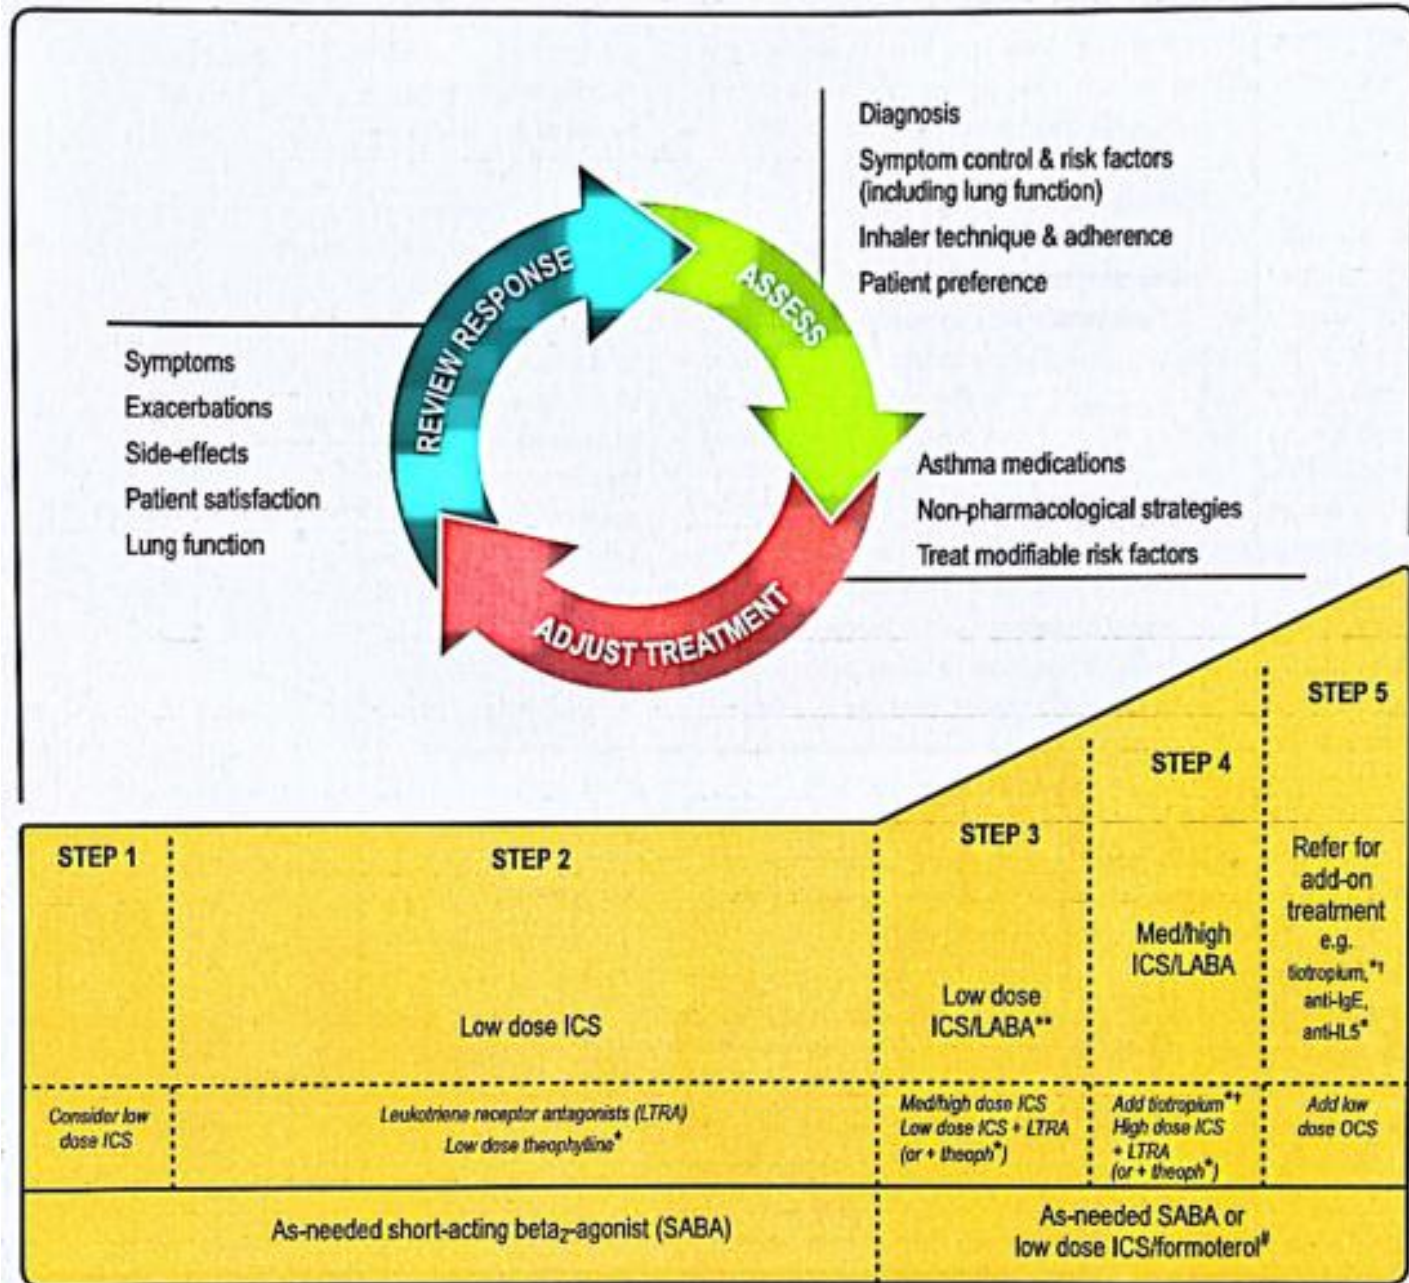 Diagnosis
Symptom control & risk factors
(including lung function)
Inhaler technique & adherence
Patient preference
REVIEW RESPONSE
ASSESS
Symptoms
Exacerbations
Side-effects
Patient satisfaction
Lung function
Asthma medications
Non-pharmacological strategies
Treat modifiable risk factors
ADJUST TREATMENT
STEP 1
STEP 2
STEP 3
STEP 4
STEP 5
Low dose ICS
Low dose
ICS/LABA**
Med/high
ICS/LABA
Refer for
add-on
treatment
e.g.
tiotropium,*†
anti-IgE,
anti-IL5*
Consider low
dose ICS
Leukotriene receptor antagonists (LTRA)
Low dose theophylline*
Med/high dose ICS
Low dose ICS + LTRA
(or + theoph*)
Add tiotropium*†
High dose ICS
+ LTRA
(or + theoph*)
Add low
dose OCS
As-needed short-acting beta₂-agonist (SABA)
As-needed SABA or
low dose ICS/formoterol#